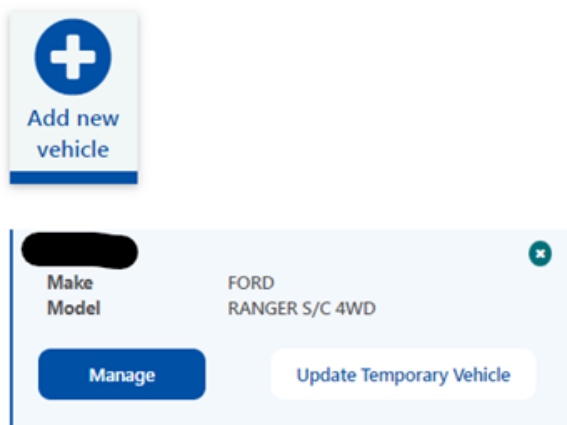 Add new
vehicle
Make FORD
Model RANGER S/C 4WD
Manage Update Temporary Vehicle